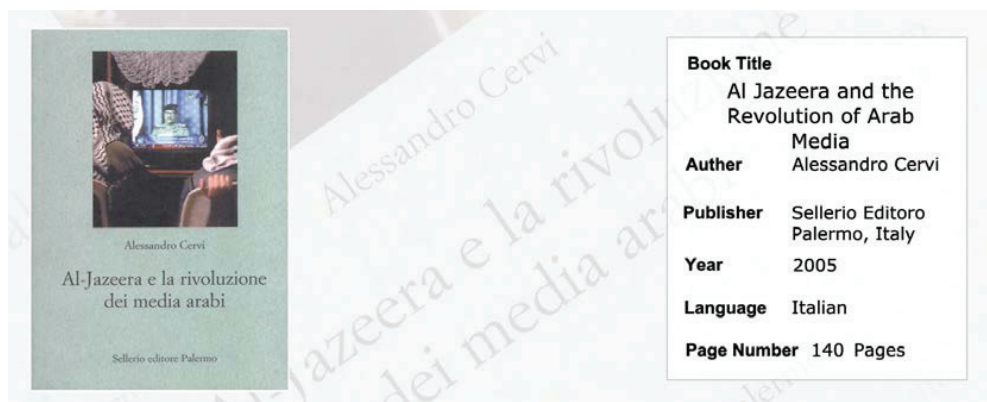 Alessandro Cervi
Al-Jazeera e la rivoluzione
dei media arabi
Sellerio editore Palermo
Alessandro Cervi
Al-Jazeera e la rivoluzione
dei media arabi
Book Title
Al Jazeera and the
Revolution of Arab
Media
Auther Alessandro Cervi
Publisher Sellerio Editoro
Palermo, Italy
Year 2005
Language Italian
Page Number 140 Pages